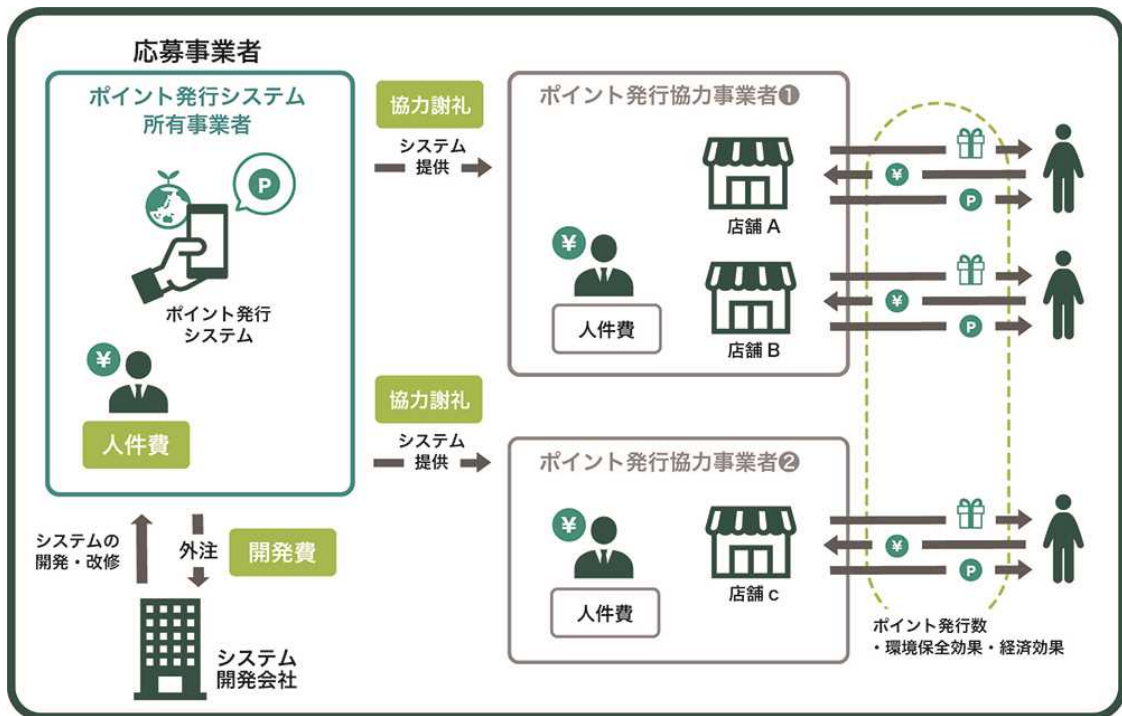 応募事業者
ポイント発行システム
所有事業者
P
ポイント発行
システム
¥
人件費
協力謝礼
システム
提供
協力謝礼
システム
提供
システムの
開発・改修
外注
開発費
システム
開発会社
ポイント発行協力事業者❶
店舗 A
¥
人件費
店舗 B
¥
P
¥
P
ポイント発行協力事業者❷
¥
人件費
店舗 c
¥
P
ポイント発行数
・環境保全効果・経済効果